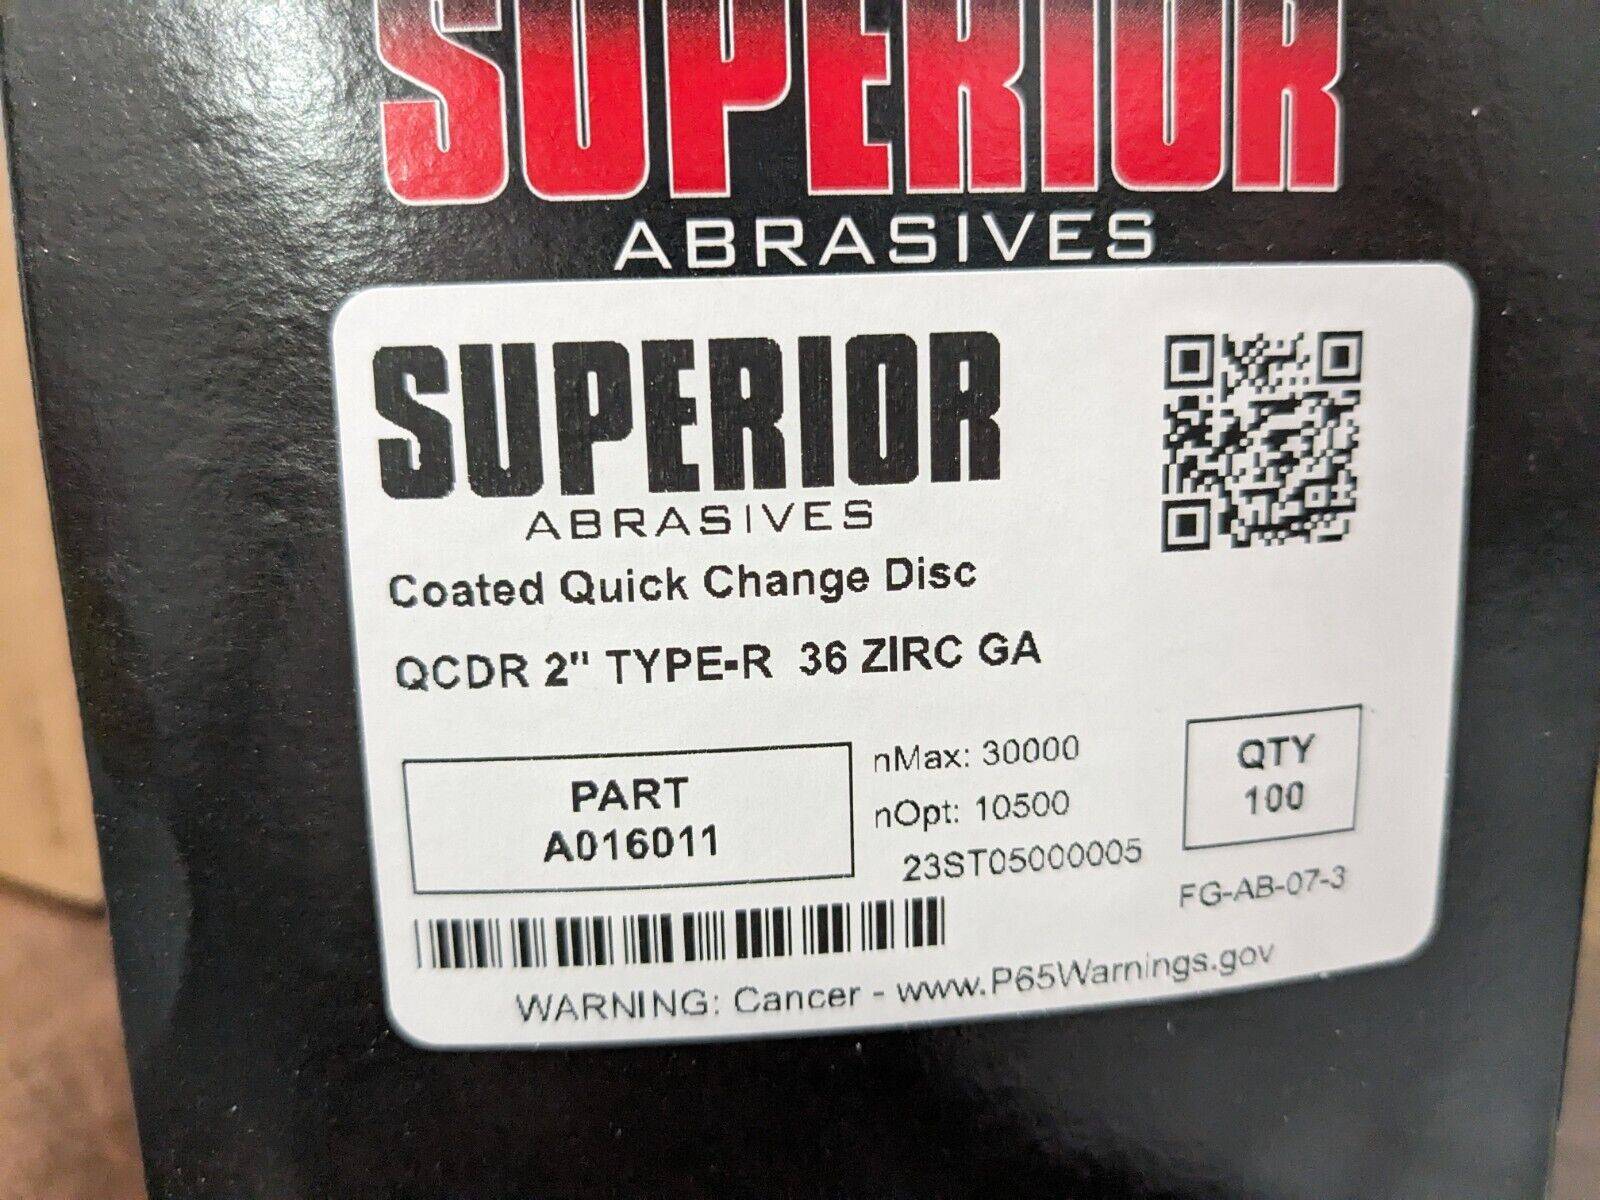 SUPERIOR
ABRASIVES
SUPERIOR
ABRASIVES
Coated Quick Change Disc
QCDR 2" TYPE-R 36 ZIRC GA
PART
A016011
nMax: 30000
nOpt: 10500
23ST05000005
QTY
100
FG-AB-07-3
WARNING: Cancer - www.P65Warnings.gov